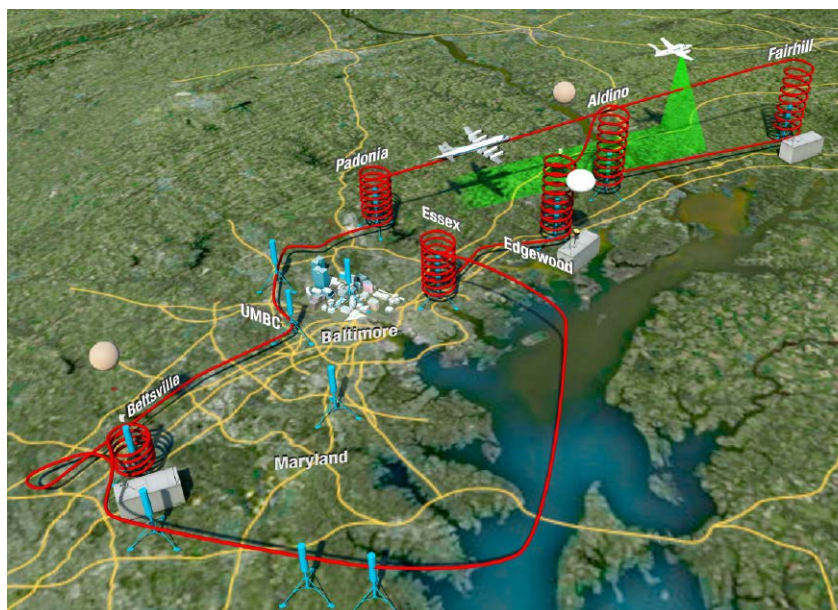 Fairhill
Aldino
Padonia
Essex
Edgewood
UMBC
Baltimore
Beltsville
Maryland